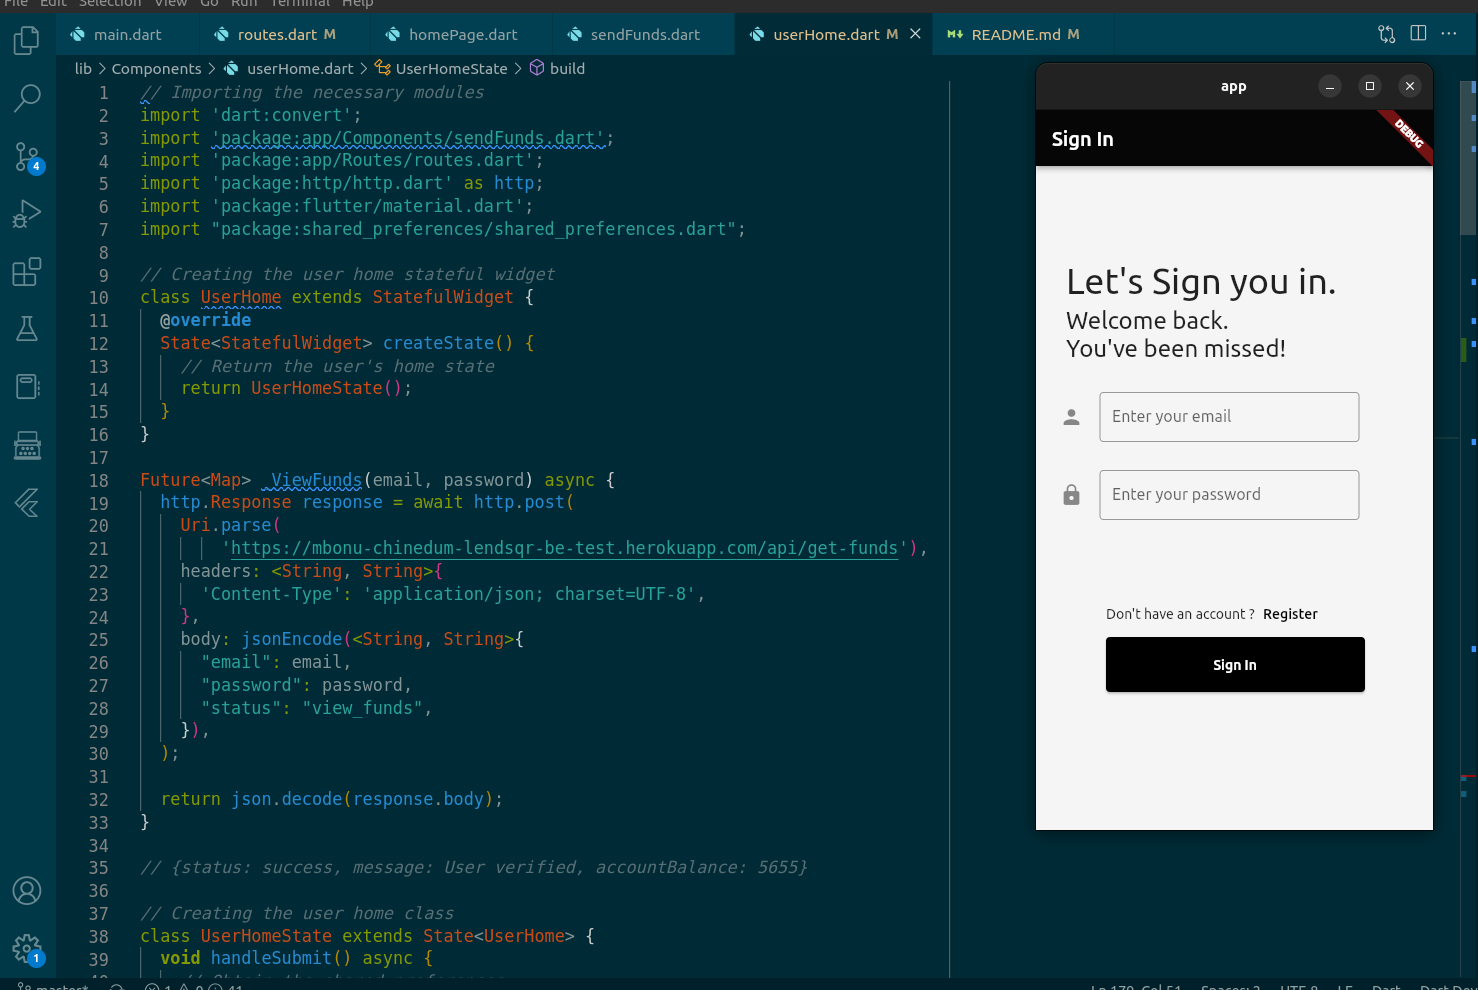 File Edit Selection View Go Run Terminal Help
main.dart routes.dart M homePage.dart sendFunds.dart userHome.dart M README.md M
lib > Components > userHome.dart > UserHomeState > build
1 // Importing the necessary modules
2 import 'dart:convert';
3 import 'package:app/Components/sendFunds.dart';
4 import 'package:app/Routes/routes.dart';
5 import 'package:http/http.dart' as http;
6 import 'package:flutter/material.dart';
7 import "package:shared_preferences/shared_preferences.dart";
8
9 // Creating the user home stateful widget
10 class UserHome extends StatefulWidget {
11 @override
12 State<StatefulWidget> createState() {
13 // Return the user's home state
14 return UserHomeState();
15 }
16 }
17
18 Future<Map> _ViewFunds(email, password) async {
19 http.Response response = await http.post(
20 Uri.parse(
21 'https://mbonu-chinedum-lendsqr-be-test.herokuapp.com/api/get-funds'),
22 headers: <String, String>{
23 'Content-Type': 'application/json; charset=UTF-8',
24 },
25 body: jsonEncode(<String, String>{
26 "email": email,
27 "password": password,
28 "status": "view_funds",
29 }),
30 );
31
32 return json.decode(response.body);
33 }
34
35 // {status: success, message: User verified, accountBalance: 5655}
36
37 // Creating the user home class
38 class UserHomeState extends State<UserHome> {
39 void handleSubmit() async {
40 // Obtain the shared preferences
4
1
master* 1 0 41
Ln 170, Col 51 Spaces: 2 UTF-8 LF Dart Dart Dev
app
Sign In
DEBUG
Let's Sign you in.
Welcome back.
You've been missed!
Enter your email
Enter your password
Don't have an account ? Register
Sign In